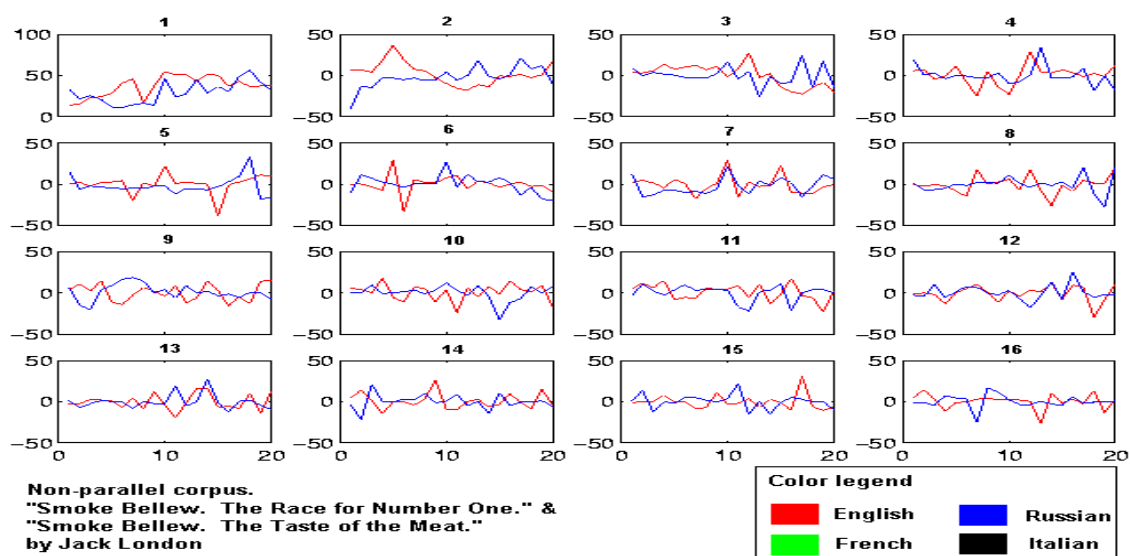 1 2 3 4
100 50 50 50
50 0 0 0
0 -50 -50 -50
5 6 7 8
50 50 50 50
0 0 0 0
-50 -50 -50 -50
9 10 11 12
50 50 50 50
0 0 0 0
-50 -50 -50 -50
13 14 15 16
50 50 50 50
0 0 0 0
-50 -50 -50 -50
0 10 20 0 10 20 0 10 20 0 10 20
Non-parallel corpus.
"Smoke Bellew. The Race for Number One." &
"Smoke Bellew. The Taste of the Meat."
by Jack London
Color legend
English Russian
French Italian